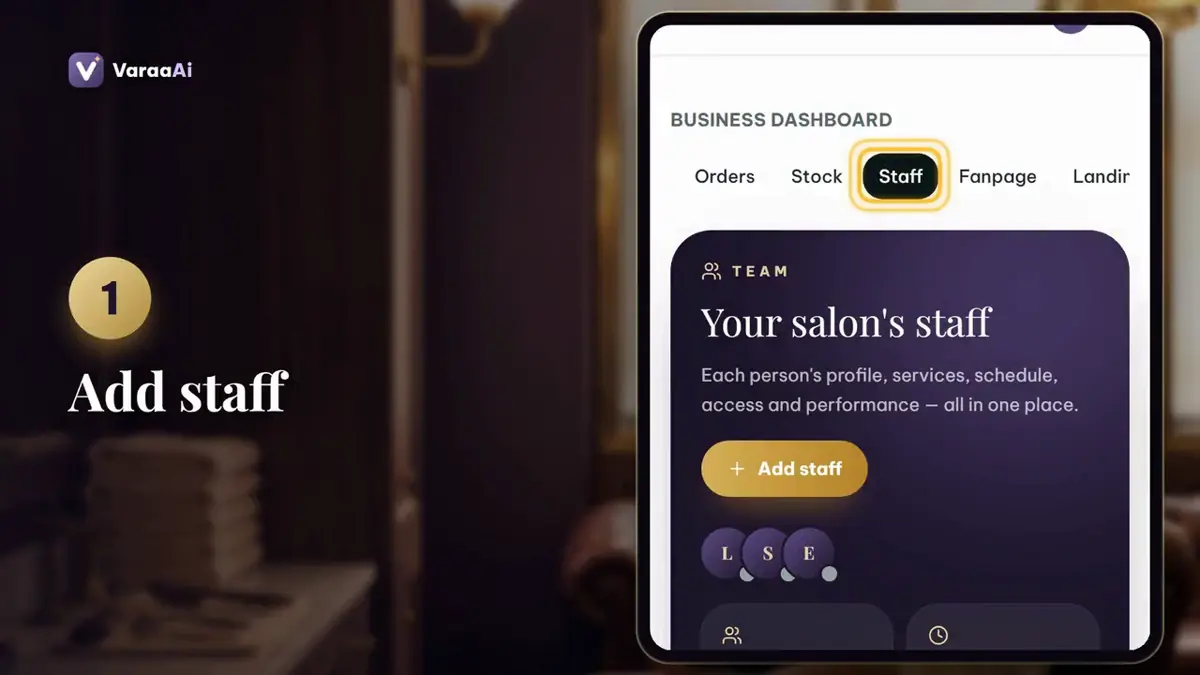 VaraaAi
1
Add staff
BUSINESS DASHBOARD
Orders Stock Staff Fanpage Landin
TEAM
Your salon's staff
Each person's profile, services, schedule,
access and performance — all in one place.
+ Add staff
L S E